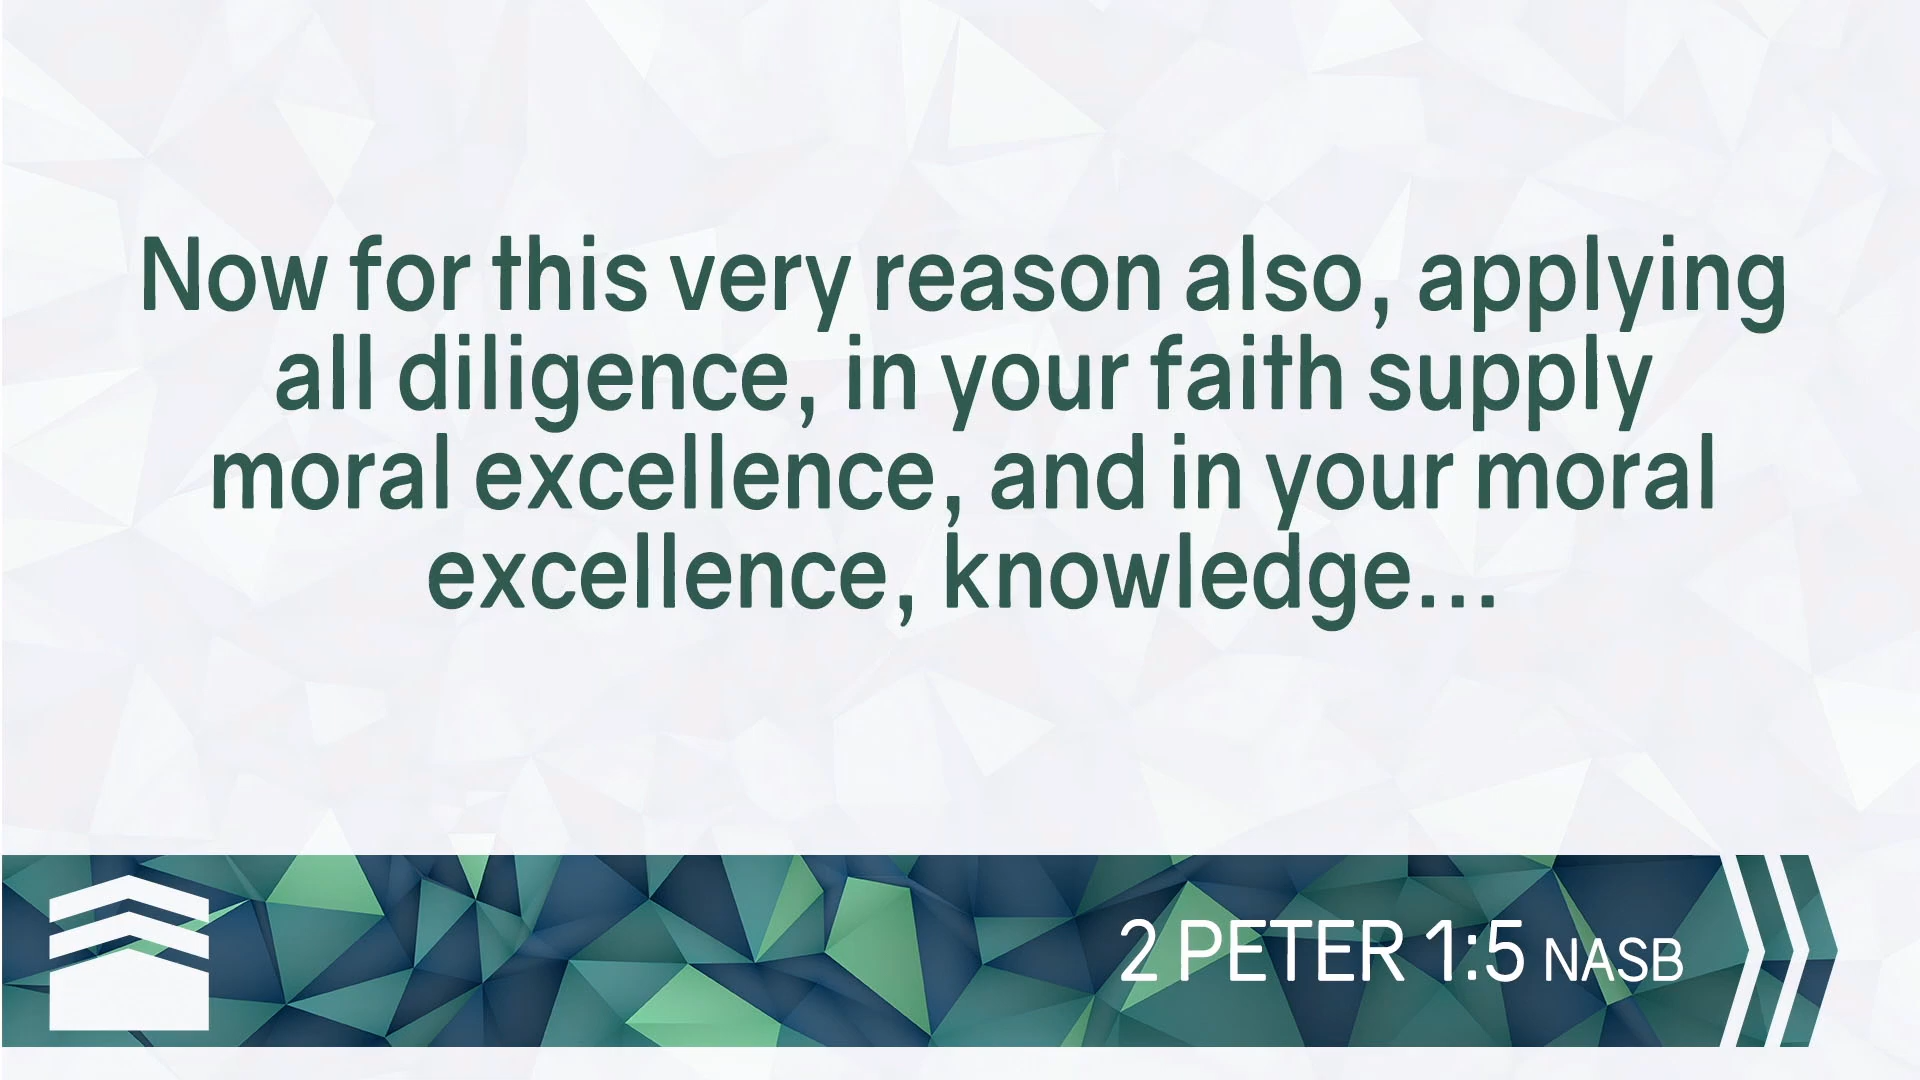 Now for this very reason also, applying
all diligence, in your faith supply
moral excellence, and in your moral
excellence, knowledge...
2 PETER 1:5 NASB